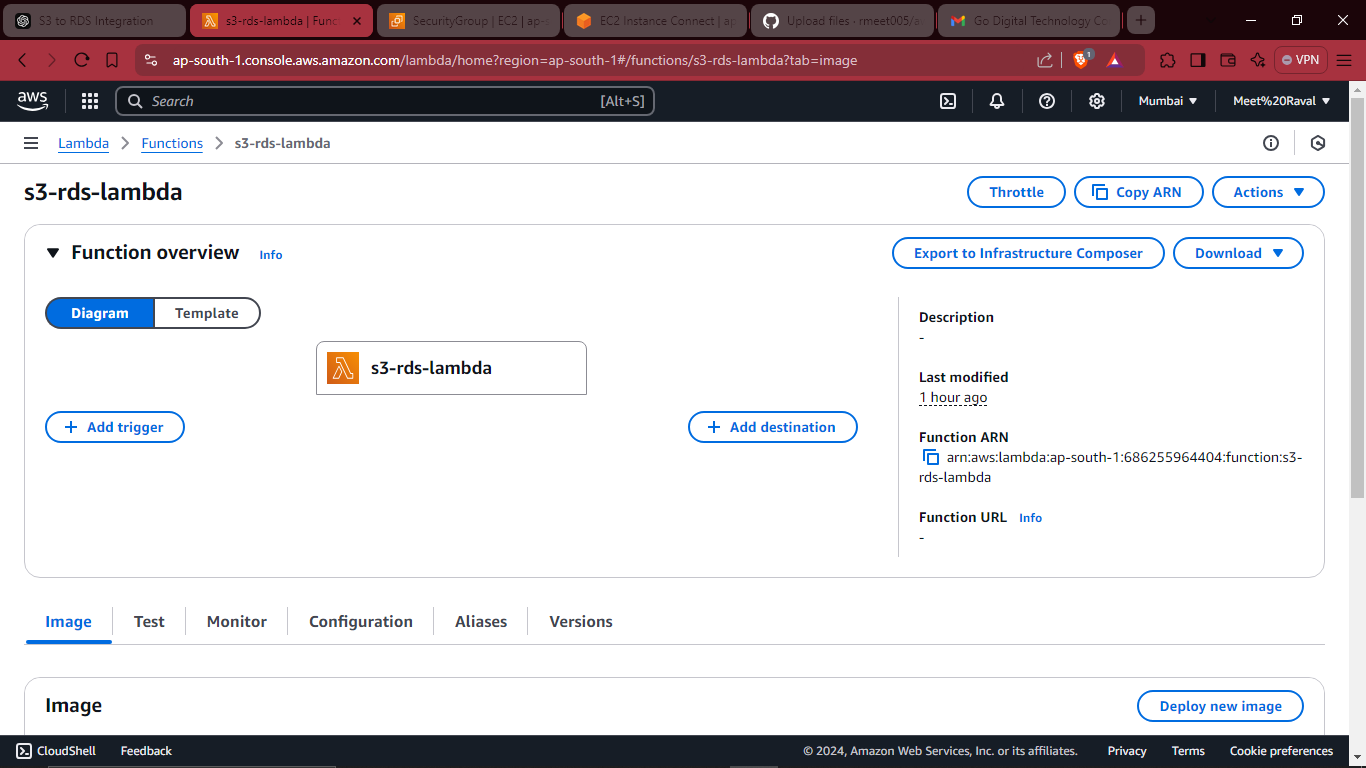 S3 to RDS Integration
s3-rds-lambda | Func
SecurityGroup | EC2 | ap-s
EC2 Instance Connect | ap
Upload files · rmeet005/d
Go Digital Technology Co
ap-south-1.console.aws.amazon.com/lambda/home?region=ap-south-1#/functions/s3-rds-lambda?tab=image
1
VPN
aws
Search
[Alt+S]
Mumbai
Meet%20Raval
Lambda
Functions
s3-rds-lambda
s3-rds-lambda
Throttle
Copy ARN
Actions
Function overview
Info
Export to Infrastructure Composer
Download
Diagram
Template
s3-rds-lambda
Add trigger
Add destination
Description
-
Last modified
1 hour ago
Function ARN
arn:aws:lambda:ap-south-1:686255964404:function:s3-
rds-lambda
Function URL
Info
-
Image
Test
Monitor
Configuration
Aliases
Versions
Image
Deploy new image
CloudShell
Feedback
© 2024, Amazon Web Services, Inc. or its affiliates.
Privacy
Terms
Cookie preferences